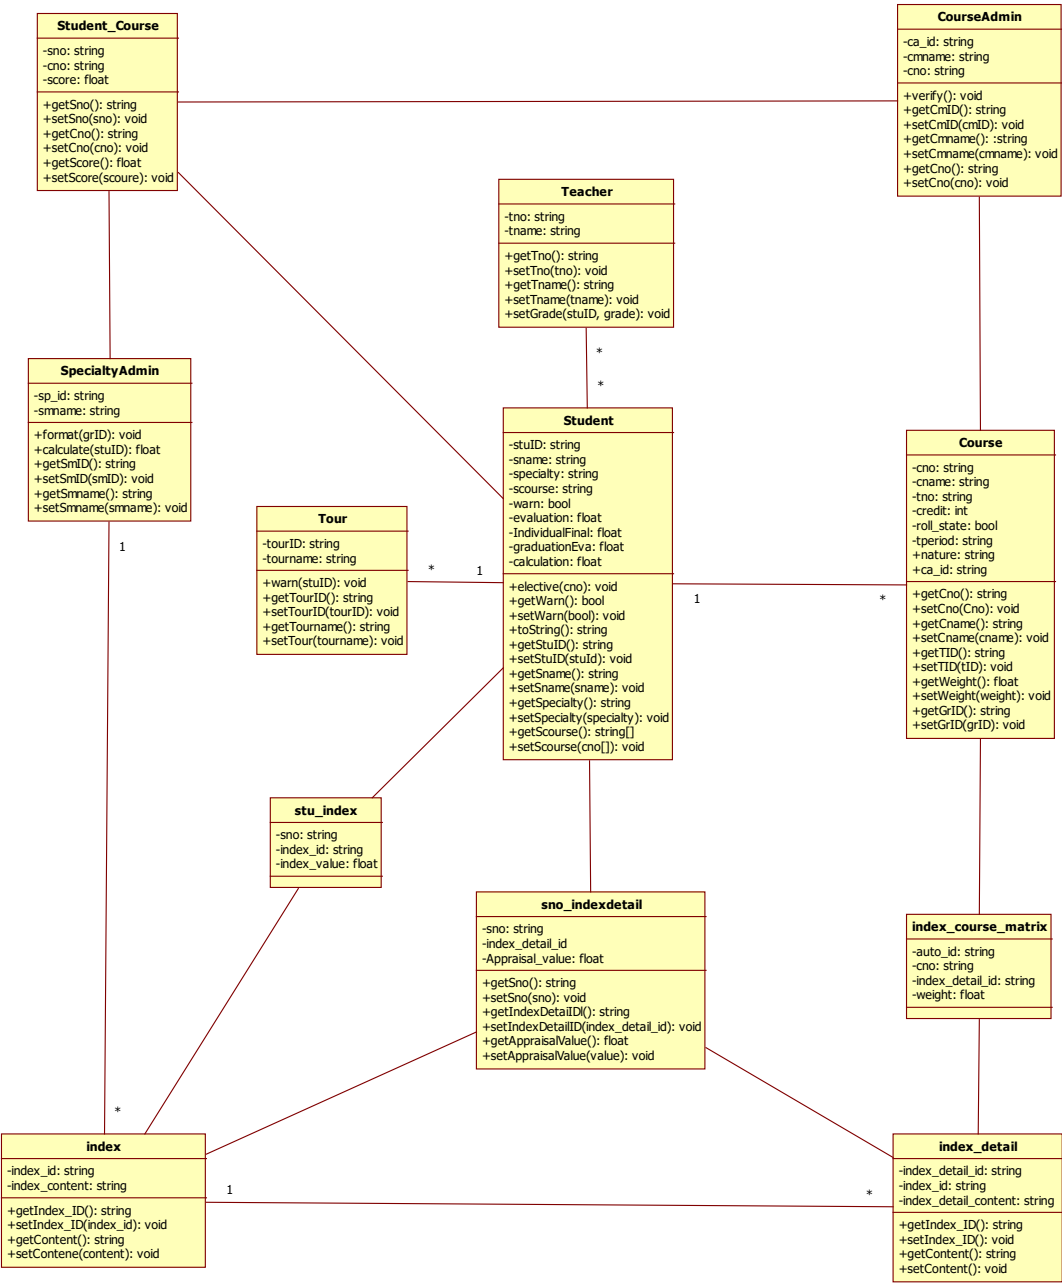 Student_Course
-sno: string
-cno: string
-score: float
+getSno(): string
+setSno(sno): void
+getCno(): string
+setCno(cno): void
+getScore(): float
+setScore(scoure): void
CourseAdmin
-ca_id: string
-cmname: string
-cno: string
+verify(): void
+getCmID(): string
+setCmID(cmID): void
+getCmname(): :string
+setCmname(cmname): void
+getCno(): string
+setCno(cno): void
Teacher
-tno: string
-tname: string
+getTno(): string
+setTno(tno): void
+getTname(): string
+setTname(tname): void
+setGrade(stuID, grade): void
*
*
SpecialtyAdmin
-sp_id: string
-smname: string
+format(grID): void
+calculate(stuID): float
+getSmID(): string
+setSmID(smID): void
+getSmname(): string
+setSmname(smname): void
1
*
Student
-stuID: string
-sname: string
-specialty: string
-scourse: string
-warn: bool
-evaluation: float
-IndividualFinal: float
-graduationEva: float
-calculation: float
+elective(cno): void
+getWarn(): bool
+setWarn(bool): void
+toString(): string
+getStuID(): string
+setStuID(stuId): void
+getSname(): string
+setSname(sname): void
+getSpecialty(): string
+setSpecialty(specialty): void
+getScourse(): string[]
+setScourse(cno[]): void
Course
-cno: string
-cname: string
-tno: string
-credit: int
-roll_state: bool
-tperiod: string
+nature: string
+ca_id: string
+getCno(): string
+setCno(Cno): void
+getCname(): string
+setCname(cname): void
+getTID(): string
+setTID(tID): void
+getWeight(): float
+setWeight(weight): void
+getGrID(): string
+setGrID(grID): void
Tour
-tourID: string
-tourname: string
+warn(stuID): void
+getTourID(): string
+setTourID(tourID): void
+getTourname(): string
+setTour(tourname): void
*
1
1
*
stu_index
-sno: string
-index_id: string
-index_value: float
sno_indexdetail
-sno: string
-index_detail_id
-Appraisal_value: float
+getSno(): string
+setSno(sno): void
+getIndexDetaiIDl(): string
+setIndexDetailID(index_detail_id): void
+getAppraisalValue(): float
+setAppraisalValue(value): void
index_course_matrix
-auto_id: string
-cno: string
-index_detail_id: string
-weight: float
index
-index_id: string
-index_content: string
+getIndex_ID(): string
+setIndex_ID(index_id): void
+getContent(): string
+setContene(content): void
1
*
index_detail
-index_detail_id: string
-index_id: string
-index_detail_content: string
+getIndex_ID(): string
+setIndex_ID(): void
+getContent(): string
+setContent(): void